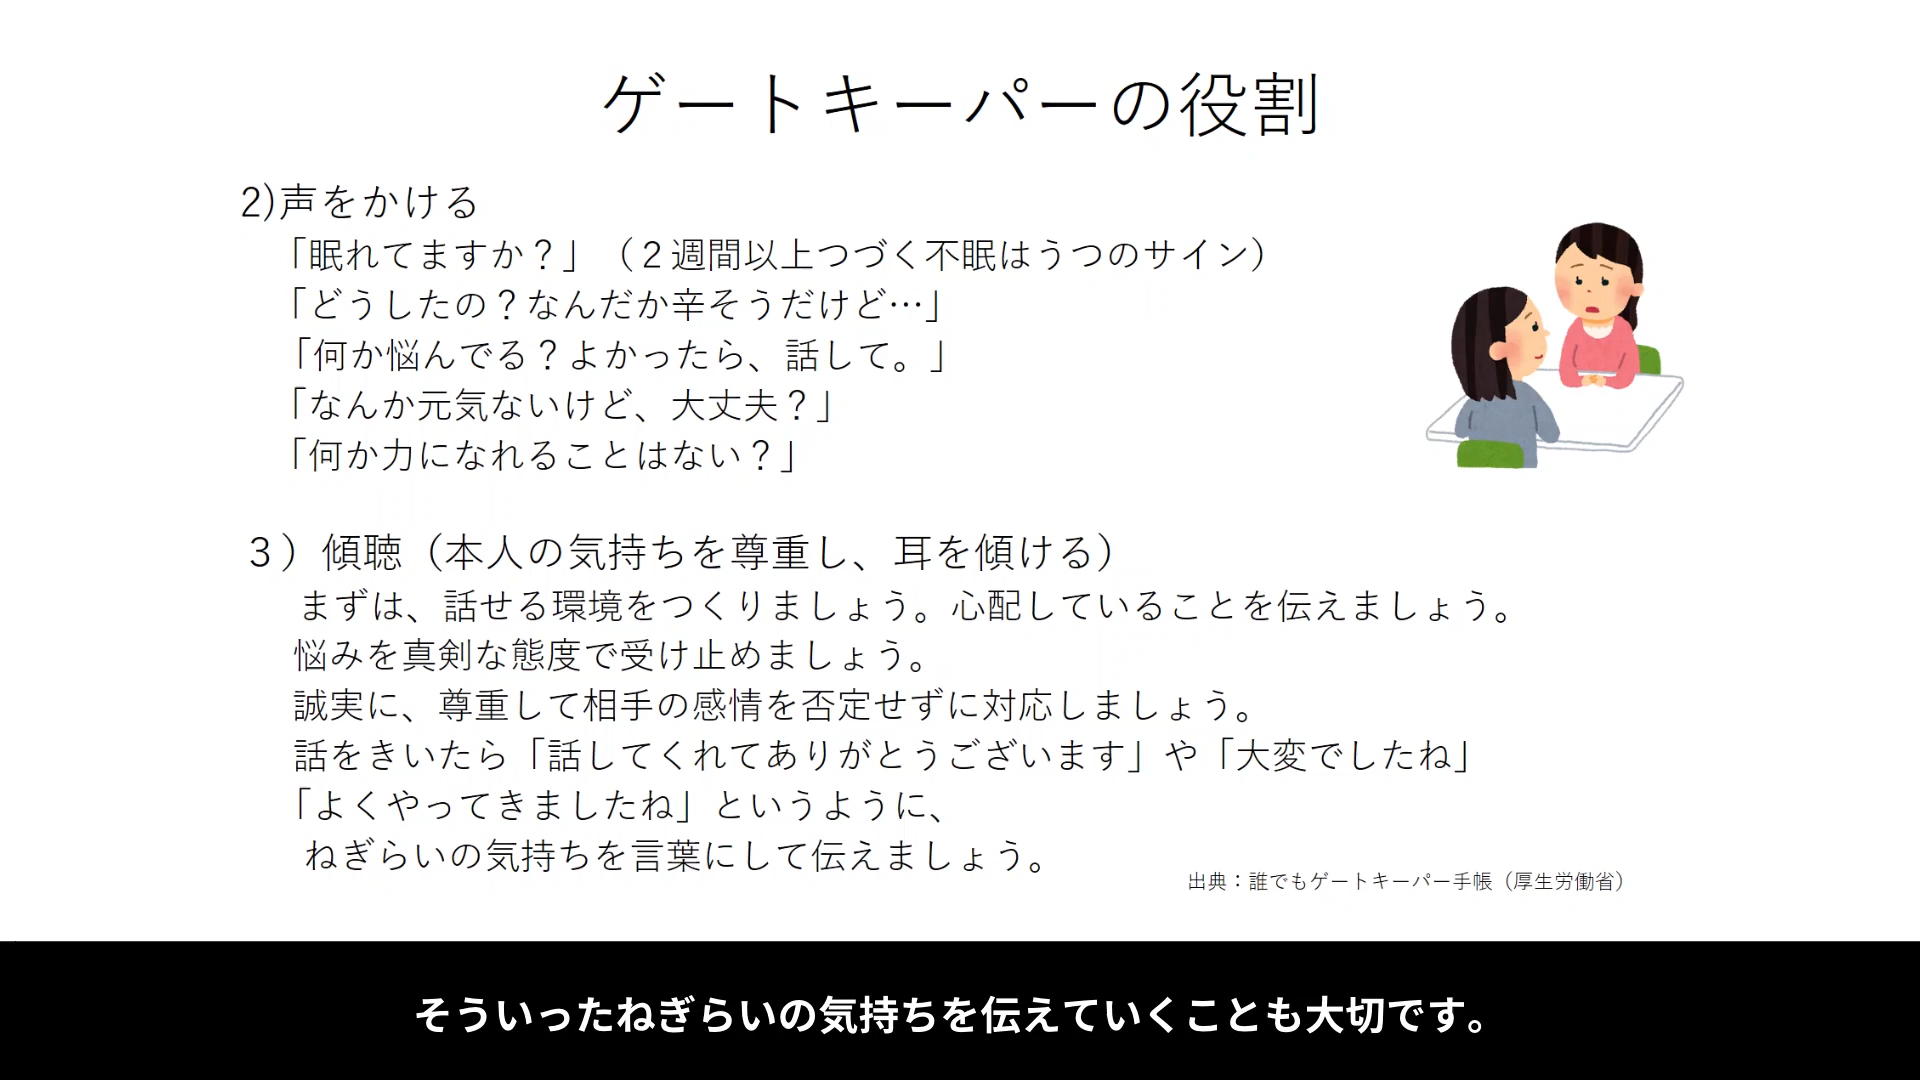 ゲートキーパーの役割
2)声をかける
「眠れてますか？」（２週間以上つづく不眠はうつのサイン）
「どうしたの？なんだか辛そうだけど…」
「何か悩んでる？よかったら、話して。」
「なんか元気ないけど、大丈夫？」
「何か力になれることはない？」
３）傾聴（本人の気持ちを尊重し、耳を傾ける）
まずは、話せる環境をつくりましょう。心配していることを伝えましょう。
悩みを真剣な態度で受け止めましょう。
誠実に、尊重して相手の感情を否定せずに対応しましょう。
話をきいたら「話してくれてありがとうございます」や「大変でしたね」
「よくやってきましたね」というように、
ねぎらいの気持ちを言葉にして伝えましょう。
出典：誰でもゲートキーパー手帳（厚生労働省）
そういったねぎらいの気持ちを伝えていくことも大切です。